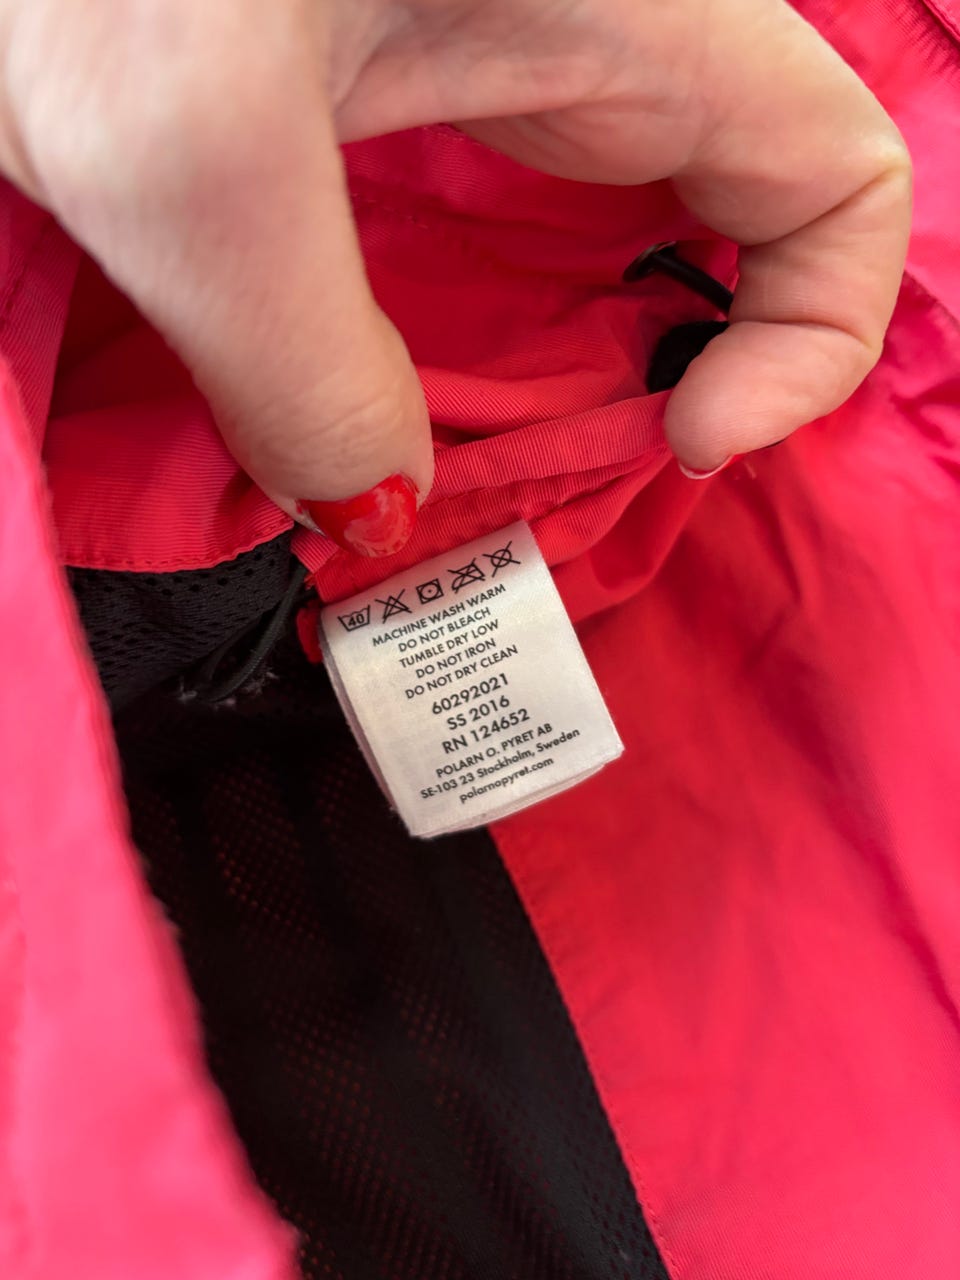 40
MACHINE WASH WARM
DO NOT BLEACH
TUMBLE DRY LOW
DO NOT IRON
DO NOT DRY CLEAN
60292021
SS 2016
RN 124652
POLARN O. PYRET AB
SE-103 23 Stockholm, Sweden
polarnopyret.com